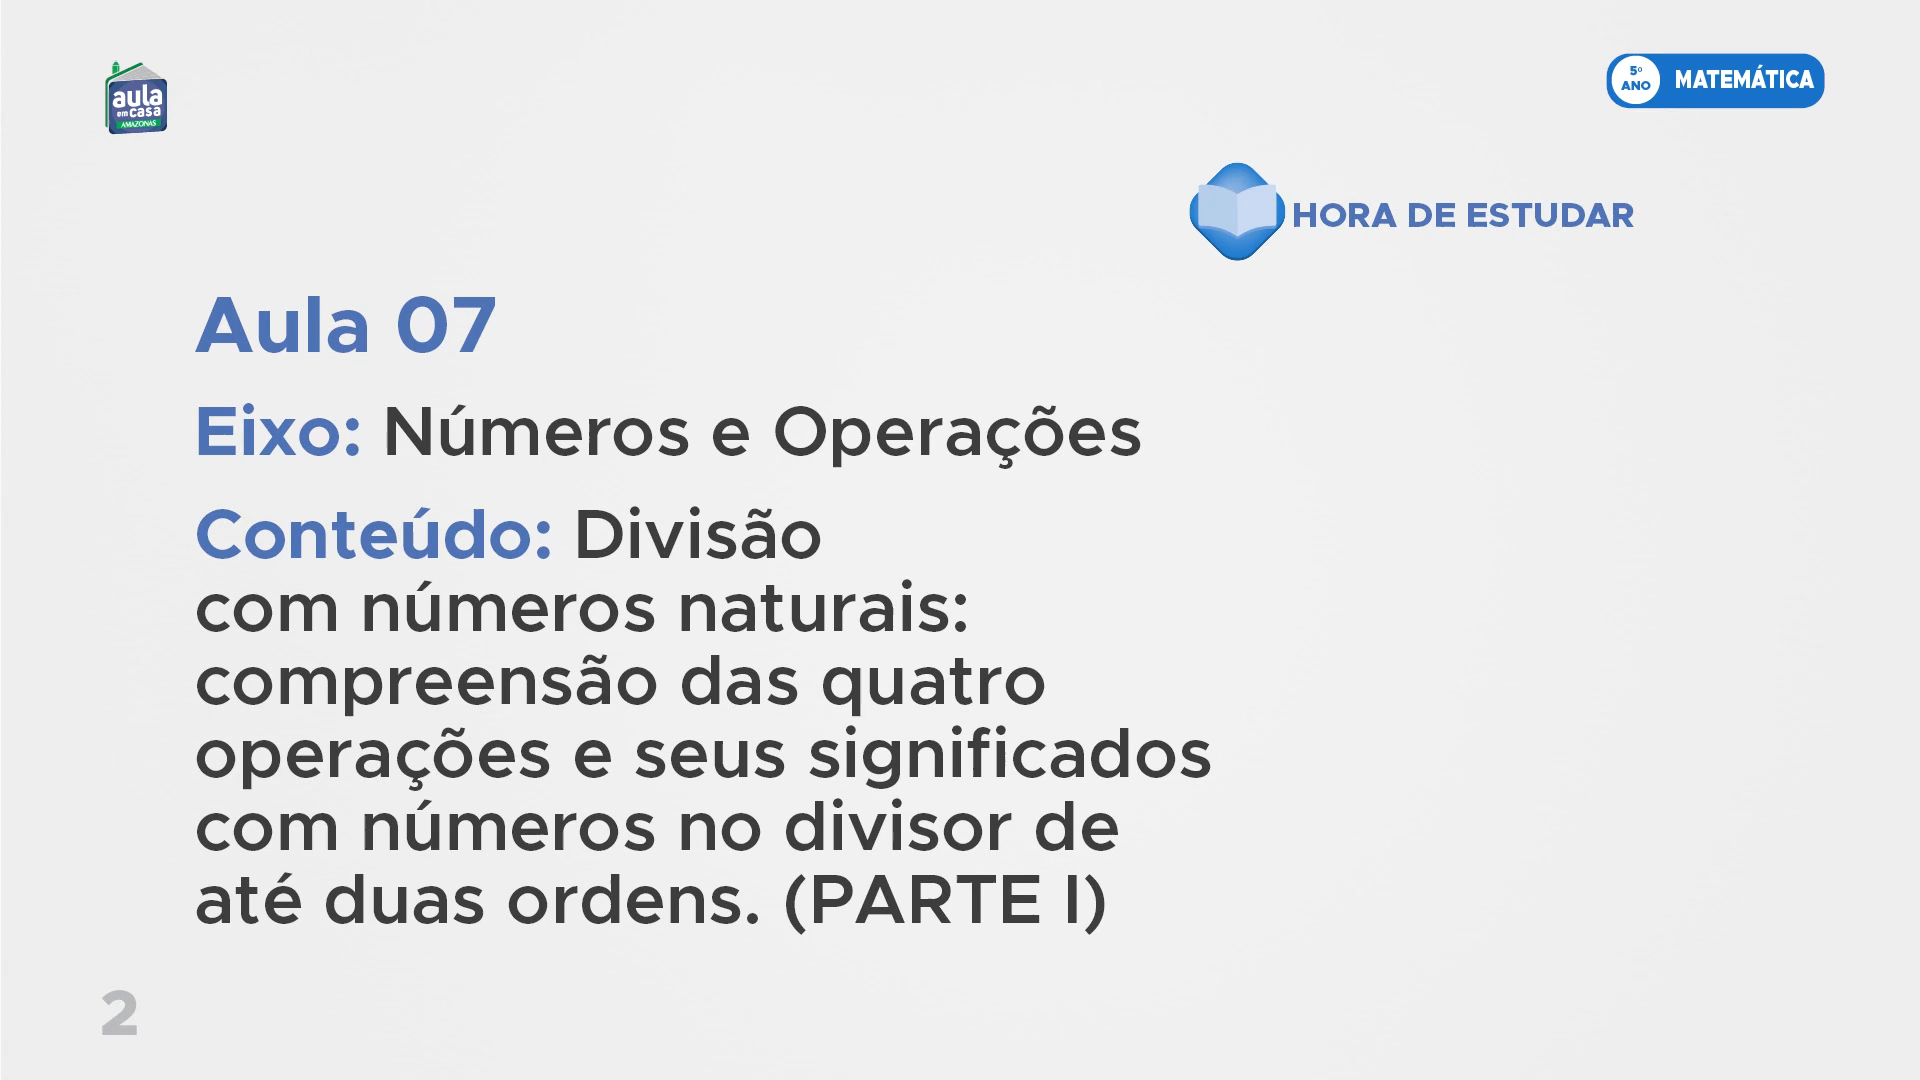 aula
em casa
AMAZONAS
5º
ANO
MATEMÁTICA
HORA DE ESTUDAR
Aula 07
Eixo: Números e Operações
Conteúdo: Divisão
com números naturais:
compreensão das quatro
operações e seus significados
com números no divisor de
até duas ordens. (PARTE I)
2